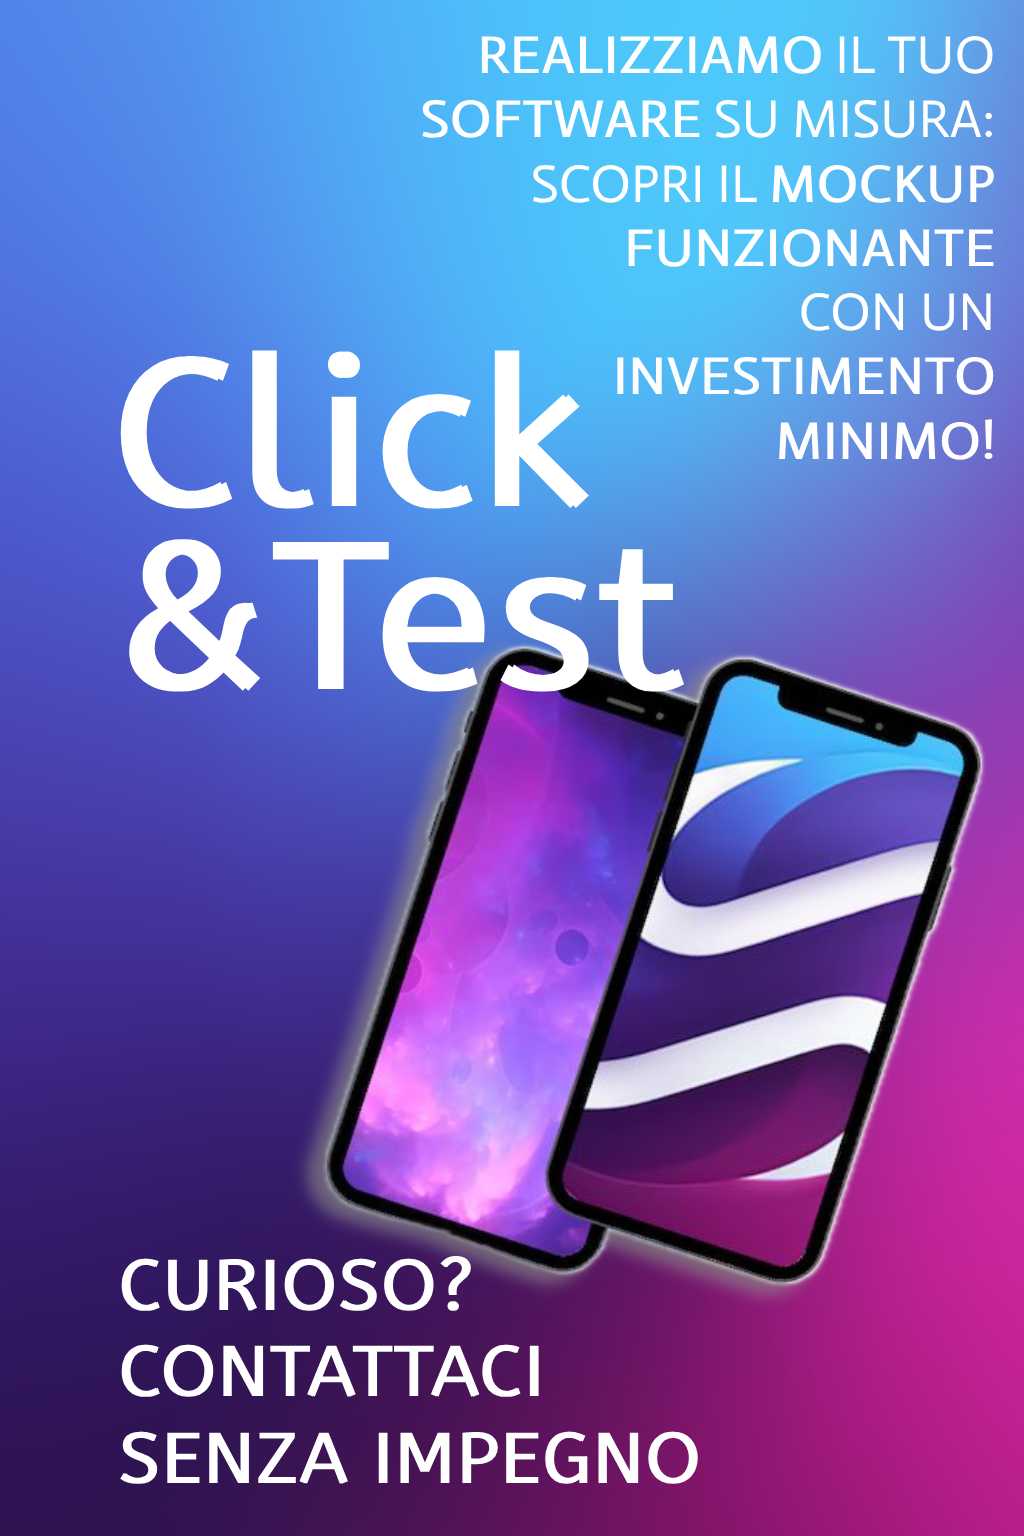 REALIZZIAMO IL TUO
SOFTWARE SU MISURA:
SCOPRI IL MOCKUP
FUNZIONANTE
CON UN
INVESTIMENTO
MINIMO!
Click
&Test
CURIOSO?
CONTATTACI
SENZA IMPEGNO